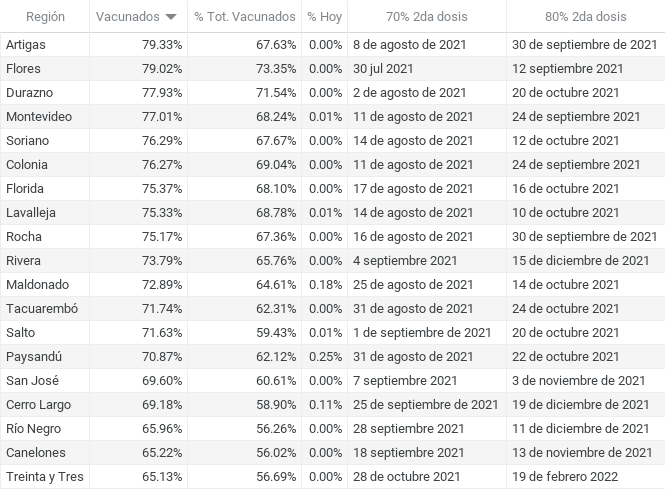 Región Vacunados % Tot. Vacunados % Hoy 70% 2da dosis 80% 2da dosis
Artigas 79.33% 67.63% 0.00% 8 de agosto de 2021 30 de septiembre de 2021
Flores 79.02% 73.35% 0.00% 30 jul 2021 12 septiembre 2021
Durazno 77.93% 71.54% 0.00% 2 de agosto de 2021 20 de octubre 2021
Montevideo 77.01% 68.24% 0.01% 11 de agosto de 2021 24 de septiembre 2021
Soriano 76.29% 67.67% 0.00% 14 de agosto de 2021 12 de octubre 2021
Colonia 76.27% 69.04% 0.00% 11 de agosto de 2021 24 de septiembre 2021
Florida 75.37% 68.10% 0.00% 17 de agosto de 2021 16 de octubre 2021
Lavalleja 75.33% 68.78% 0.01% 14 de agosto de 2021 10 de octubre 2021
Rocha 75.17% 67.36% 0.00% 16 de agosto de 2021 30 de septiembre de 2021
Rivera 73.79% 65.76% 0.00% 4 septiembre 2021 15 de diciembre de 2021
Maldonado 72.89% 64.61% 0.18% 25 de agosto de 2021 14 de octubre 2021
Tacuarembó 71.74% 62.31% 0.00% 31 de agosto de 2021 24 de octubre 2021
Salto 71.63% 59.43% 0.01% 1 de septiembre de 2021 20 de octubre 2021
Paysandú 70.87% 62.12% 0.25% 31 de agosto de 2021 22 de octubre 2021
San José 69.60% 60.61% 0.00% 7 septiembre 2021 3 de noviembre de 2021
Cerro Largo 69.18% 58.90% 0.11% 25 de septiembre de 2021 19 de diciembre de 2021
Río Negro 65.96% 56.26% 0.00% 28 septiembre 2021 11 de diciembre de 2021
Canelones 65.22% 56.02% 0.00% 18 septiembre 2021 13 de noviembre de 2021
Treinta y Tres 65.13% 56.69% 0.00% 28 de octubre 2021 19 de febrero 2022